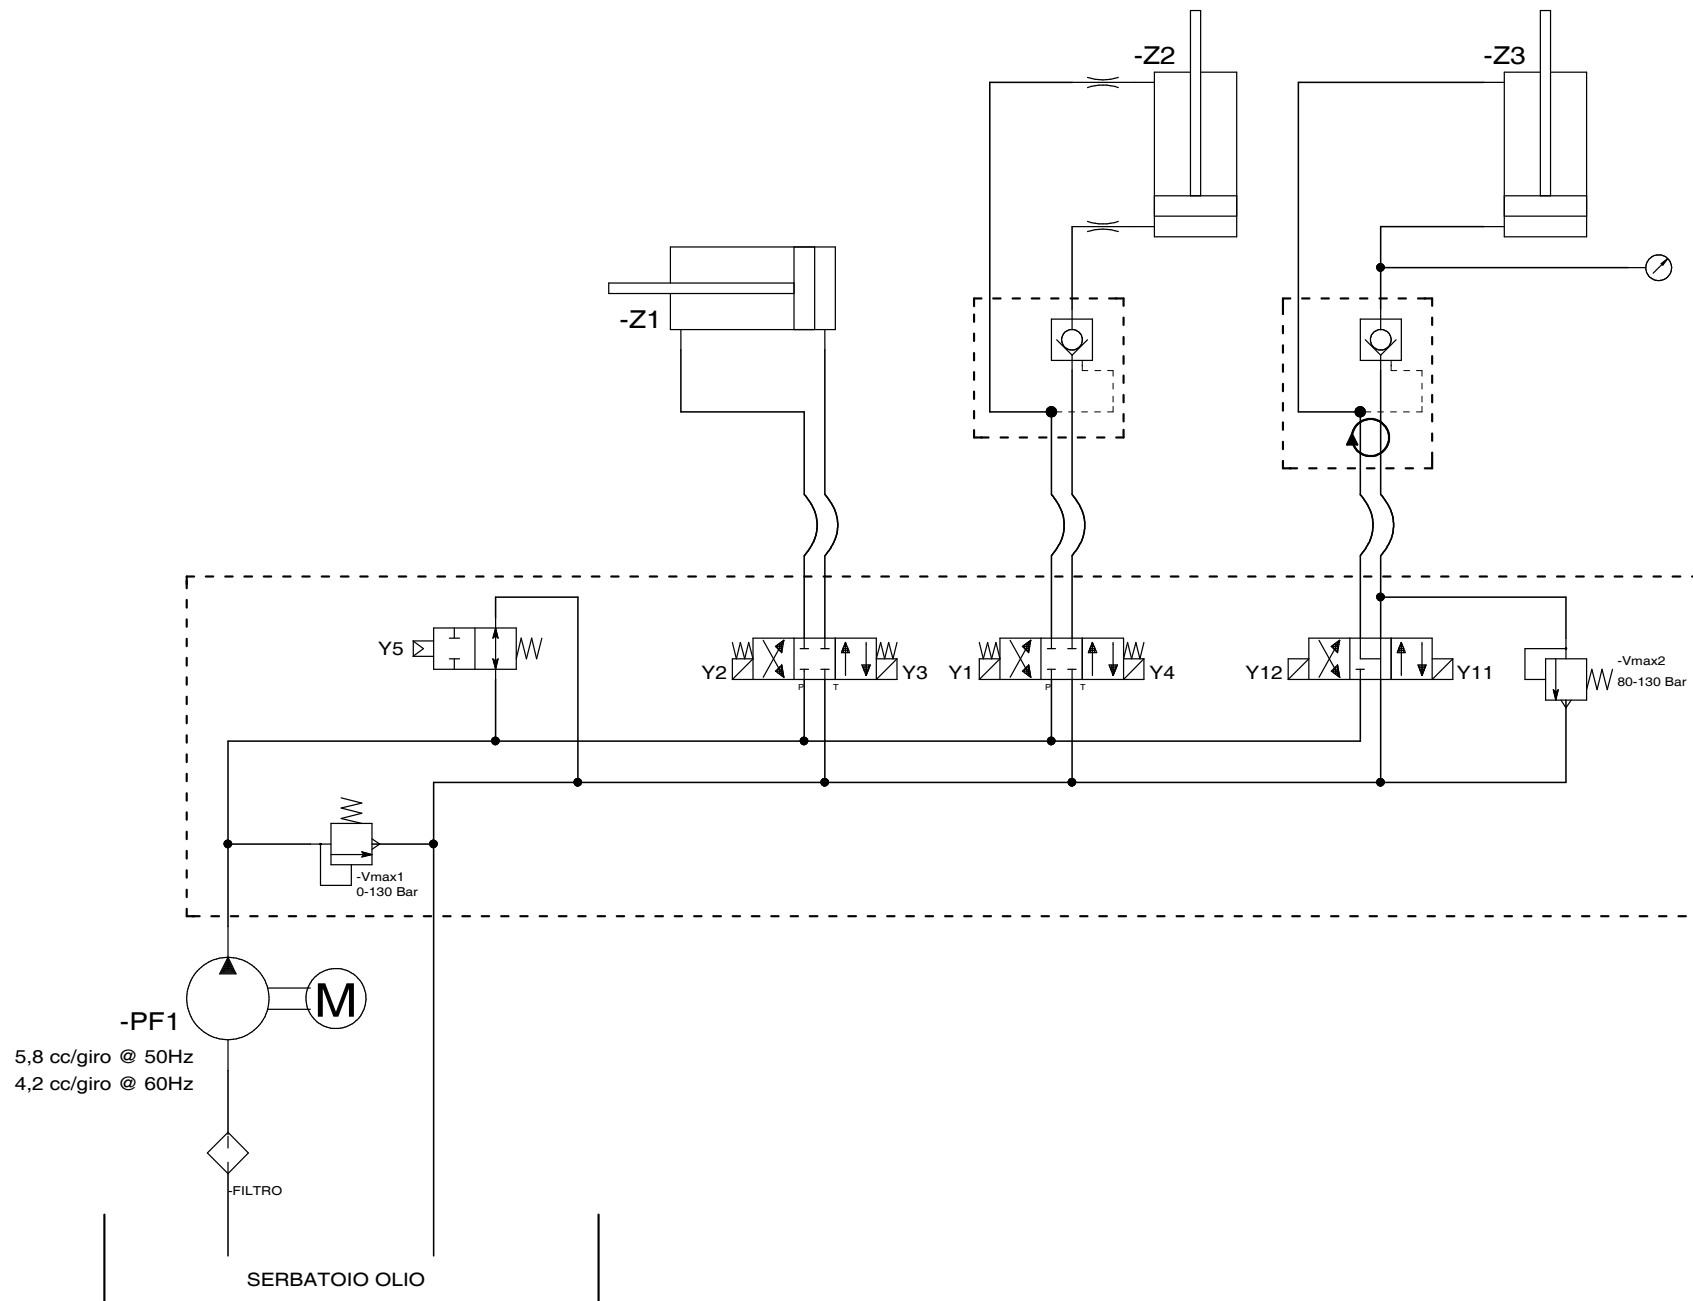 -Z2
-Z3
-Z1
Y5
Y2
Y3
Y1
Y4
Y12
Y11
-Vmax2
80-130 Bar
P
T
P
T
-Vmax1
0-130 Bar
M
-PF1
5,8 cc/giro @ 50Hz
4,2 cc/giro @ 60Hz
-FILTRO
SERBATOIO OLIO